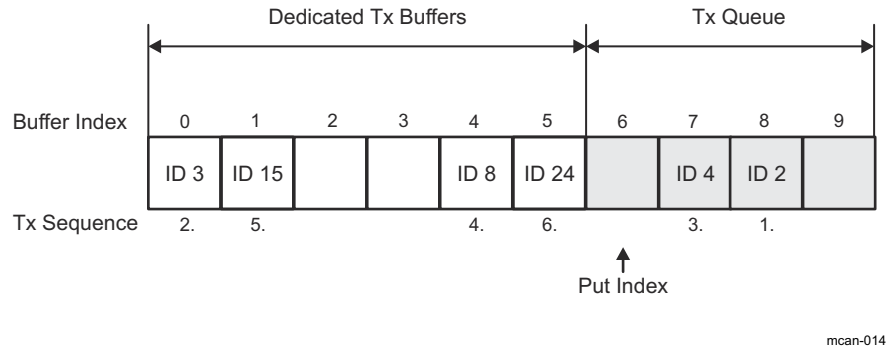 Dedicated Tx Buffers Tx Queue
Buffer Index 0 1 2 3 4 5 6 7 8 9
ID 3 ID 15 ID 8 ID 24 ID 4 ID 2
Tx Sequence 2. 5. 4. 6. 3. 1.
Put Index
mcan-014